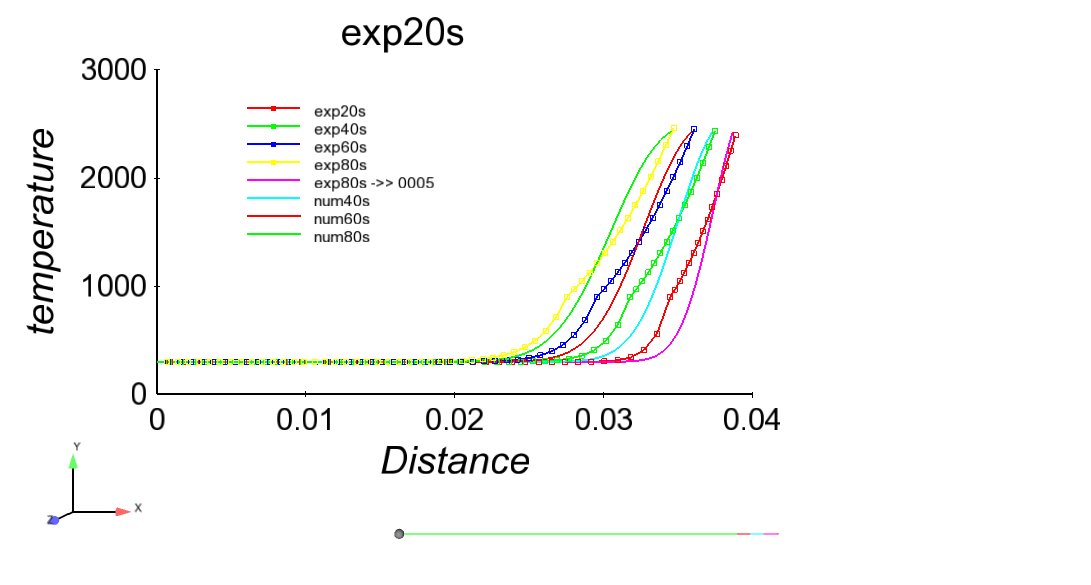 exp20s
3000
2000
1000
0
temperature
exp20s
exp40s
exp60s
exp80s
exp80s ->> 0005
num40s
num60s
num80s
0 0.01 0.02 0.03 0.04
Distance
Y
X
Z